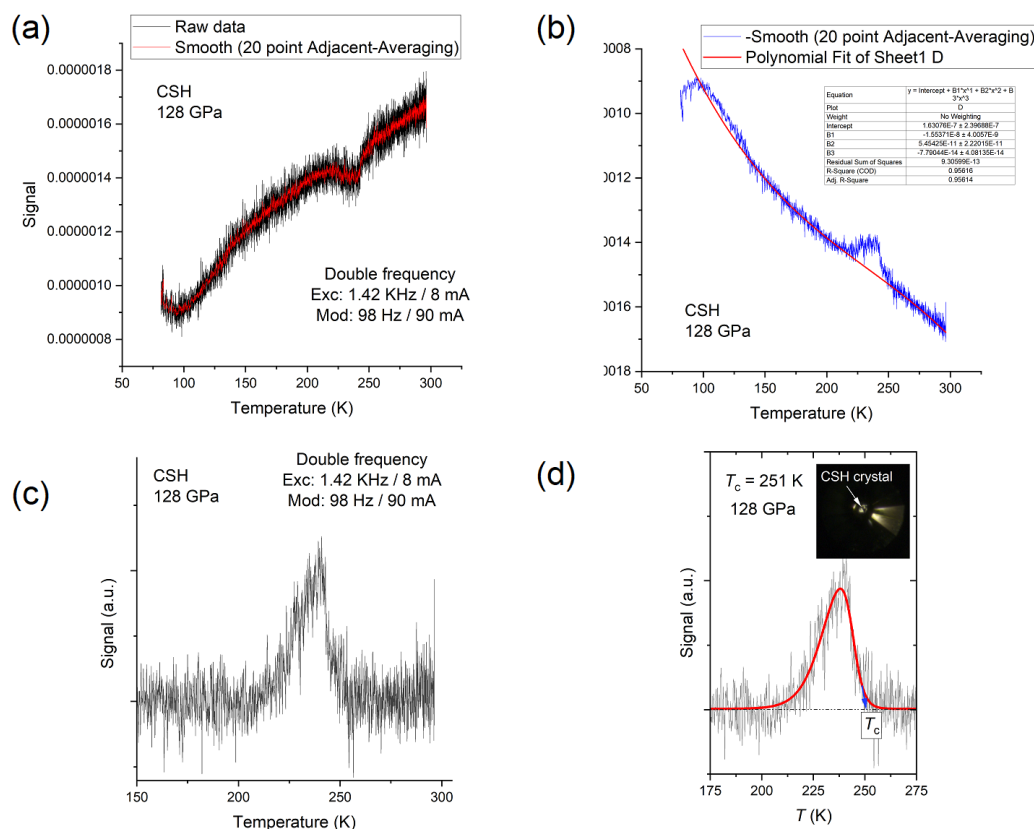 (a)
Raw data
Smooth (20 point Adjacent-Averaging)
0.0000018
0.0000016
0.0000014
0.0000012
0.0000010
0.0000008
Signal
CSH
128 GPa
Double frequency
Exc: 1.42 KHz / 8 mA
Mod: 98 Hz / 90 mA
50 100 150 200 250 300
Temperature (K)
(b)
-Smooth (20 point Adjacent-Averaging)
Polynomial Fit of Sheet1 D
0008
0010
0012
0014
0016
0018
Equation y = Intercept + B1*x^1 + B2*x^2 + B
3*x^3
Plot D
Weight No Weighting
Intercept 1.63076E-7 ± 2.39688E-7
B1 -1.55371E-8 ± 4.0057E-9
B2 5.45425E-11 ± 2.22015E-11
B3 -7.79044E-14 ± 4.08135E-14
Residual Sum of Squares 9.30599E-13
R-Square (COD) 0.95616
Adj. R-Square 0.95614
CSH
128 GPa
50 100 150 200 250 300
Temperature (K)
(c)
CSH
128 GPa
Double frequency
Exc: 1.42 KHz / 8 mA
Mod: 98 Hz / 90 mA
Signal (a.u.)
150 200 250 300
Temperature (K)
(d)
Tc = 251 K
128 GPa
CSH crystal
Signal (a.u.)
Tc
175 200 225 250 275
T (K)